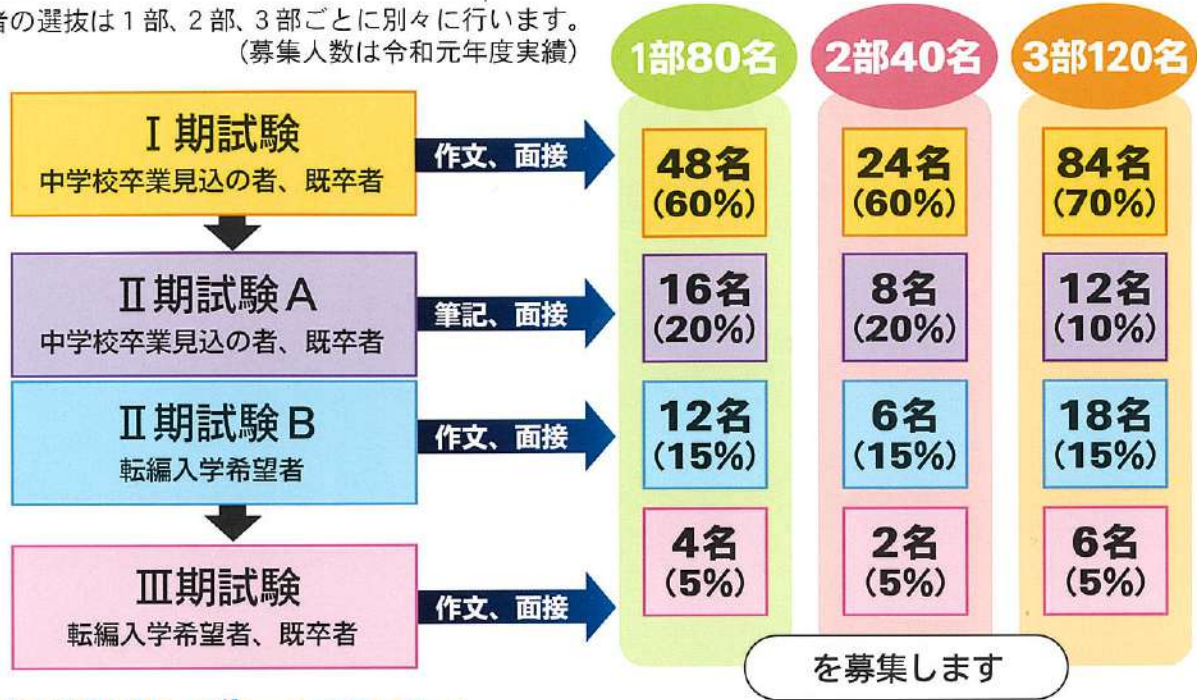 者の選抜は1部、2部、3部ごとに別々に行います。
(募集人数は令和元年度実績)
1部80名
2部40名
3部120名
Ⅰ期試験
中学校卒業見込の者、既卒者
作文、面接
48名
(60%)
24名
(60%)
84名
(70%)
Ⅱ期試験A
中学校卒業見込の者、既卒者
筆記、面接
16名
(20%)
8名
(20%)
12名
(10%)
Ⅱ期試験B
転編入学希望者
作文、面接
12名
(15%)
6名
(15%)
18名
(15%)
Ⅲ期試験
転編入学希望者、既卒者
作文、面接
4名
(5%)
2名
(5%)
6名
(5%)
を募集します